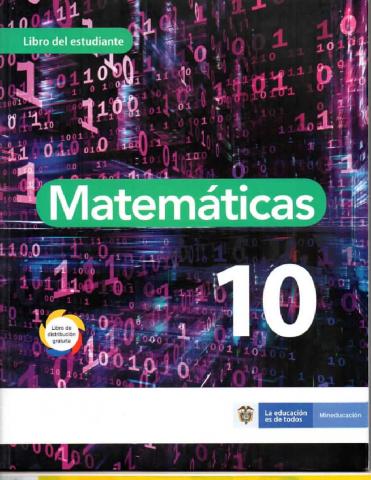 Libro del estudiante
Matemáticas
10
Libro de
distribución
gratuita
La educación
es de todos
Mineducación